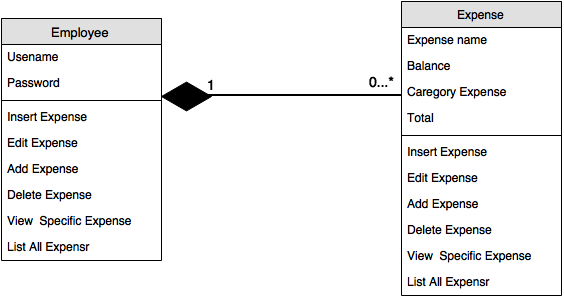 Employee
Usename
Password
Insert Expense
Edit Expense
Add Expense
Delete Expense
View Specific Expense
List All Expensr
1
0...*
Expense
Expense name
Balance
Caregory Expense
Total
Insert Expense
Edit Expense
Add Expense
Delete Expense
View Specific Expense
List All Expensr